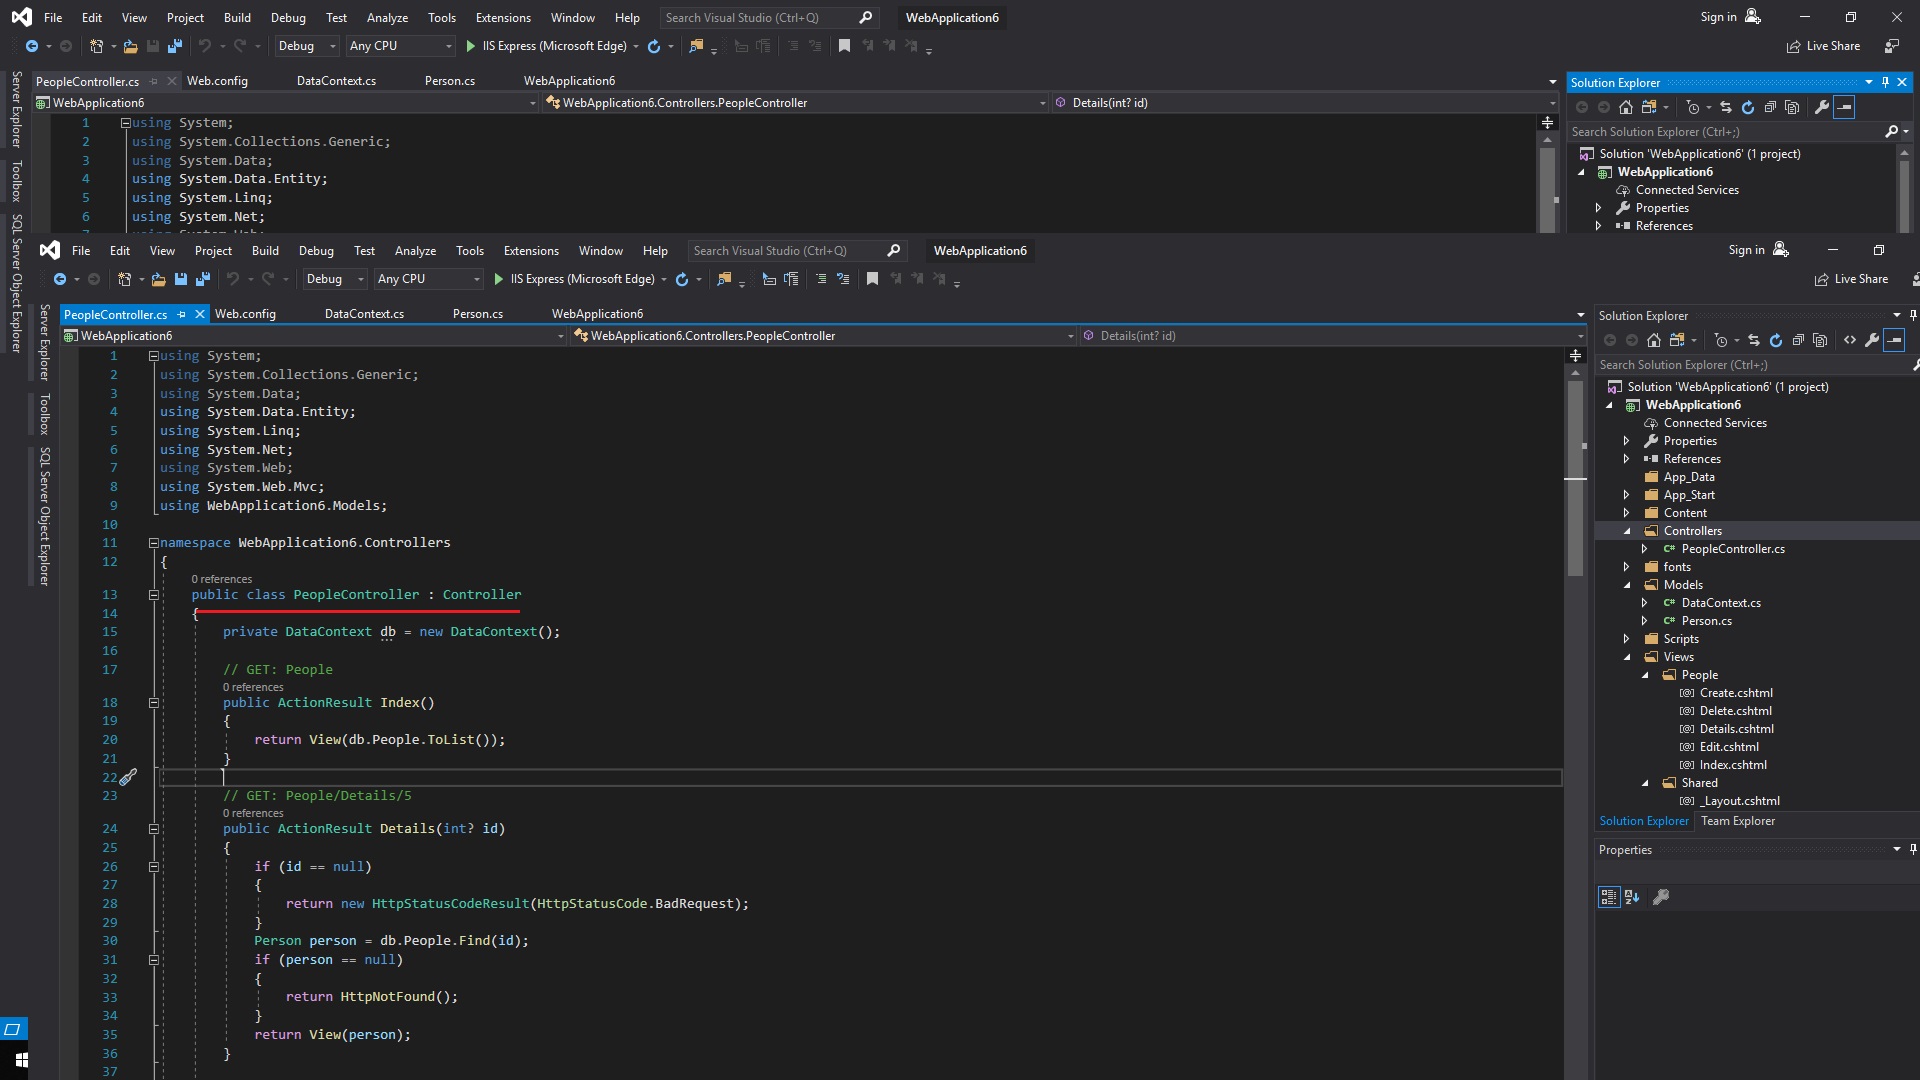 File Edit View Project Build Debug Test Analyze Tools Extensions Window Help Search Visual Studio (Ctrl+Q) WebApplication6 Sign in
Debug Any CPU IIS Express (Microsoft Edge) Live Share
PeopleController.cs Web.config DataContext.cs Person.cs WebApplication6
WebApplication6 WebApplication6.Controllers.PeopleController Details(int? id)
1 using System;
2 using System.Collections.Generic;
3 using System.Data;
4 using System.Data.Entity;
5 using System.Linq;
6 using System.Net;
Server Explorer
Toolbox
SQL Server Object Explorer
Solution Explorer
Search Solution Explorer (Ctrl+;)
Solution 'WebApplication6' (1 project)
WebApplication6
Connected Services
Properties
References
File Edit View Project Build Debug Test Analyze Tools Extensions Window Help Search Visual Studio (Ctrl+Q) WebApplication6 Sign in
Debug Any CPU IIS Express (Microsoft Edge) Live Share
Server Explorer
Toolbox
SQL Server Object Explorer
PeopleController.cs Web.config DataContext.cs Person.cs WebApplication6
WebApplication6 WebApplication6.Controllers.PeopleController Details(int? id)
1 using System;
2 using System.Collections.Generic;
3 using System.Data;
4 using System.Data.Entity;
5 using System.Linq;
6 using System.Net;
7 using System.Web;
8 using System.Web.Mvc;
9 using WebApplication6.Models;
10
11 namespace WebApplication6.Controllers
12 {
0 references
13 public class PeopleController : Controller
14 {
15 private DataContext db = new DataContext();
16
17 // GET: People
0 references
18 public ActionResult Index()
19 {
20 return View(db.People.ToList());
21 }
22
23 // GET: People/Details/5
0 references
24 public ActionResult Details(int? id)
25 {
26 if (id == null)
27 {
28 return new HttpStatusCodeResult(HttpStatusCode.BadRequest);
29 }
30 Person person = db.People.Find(id);
31 if (person == null)
32 {
33 return HttpNotFound();
34 }
35 return View(person);
36 }
37
Solution Explorer
Search Solution Explorer (Ctrl+;)
Solution 'WebApplication6' (1 project)
WebApplication6
Connected Services
Properties
References
App_Data
App_Start
Content
Controllers
C# PeopleController.cs
fonts
Models
C# DataContext.cs
C# Person.cs
Scripts
Views
People
[@] Create.cshtml
[@] Delete.cshtml
[@] Details.cshtml
[@] Edit.cshtml
[@] Index.cshtml
Shared
[@] _Layout.cshtml
Solution Explorer Team Explorer
Properties